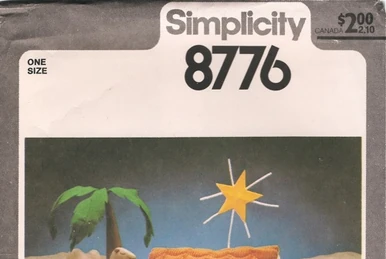 Simplicity
$2.00
CANADA 2.10
ONE
SIZE
8776